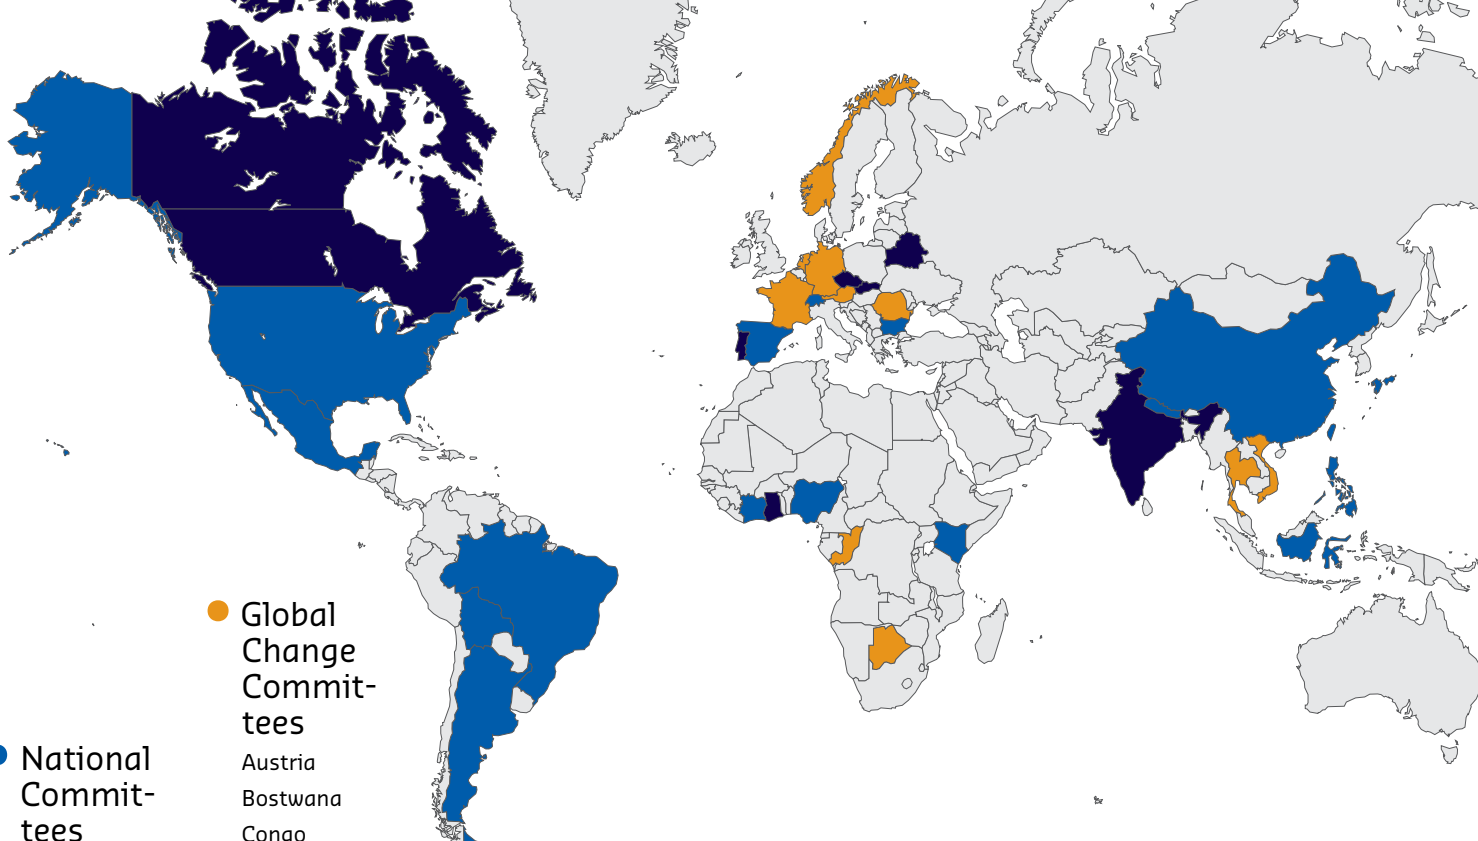 Global
Change
Commit-
tees
Austria
Bostwana
Congo
National
Commit-
tees